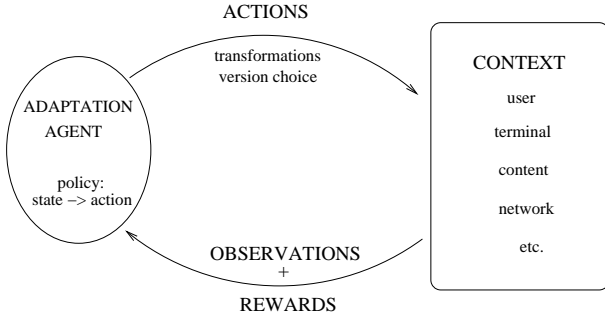 ACTIONS
transformations
version choice
ADAPTATION
AGENT
policy:
state −> action
CONTEXT
user
terminal
content
network
etc.
OBSERVATIONS
+
REWARDS